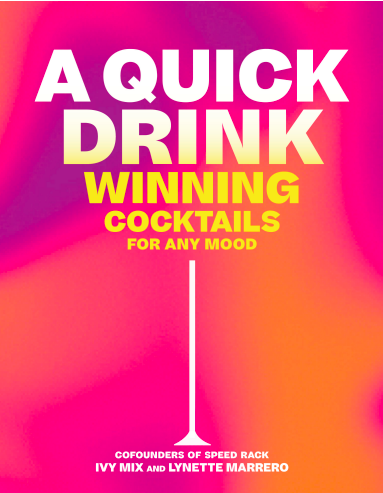 A QUICK
DRINK
WINNING
COCKTAILS
FOR ANY MOOD
COFOUNDERS OF SPEED RACK
IVY MIX AND LYNETTE MARRERO